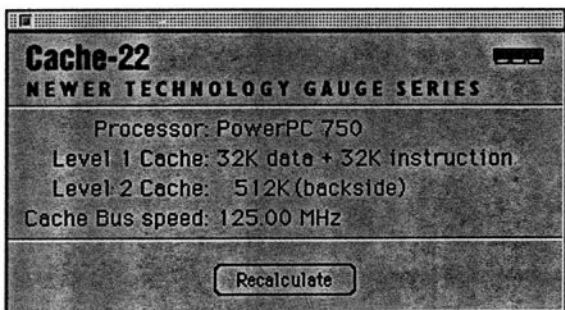 Cache-22
NEWER TECHNOLOGY GAUGE SERIES
Processor: PowerPC 750
Level 1 Cache: 32K data + 32K instruction
Level 2 Cache: 512K (backside)
Cache Bus speed: 125.00 MHz
Recalculate